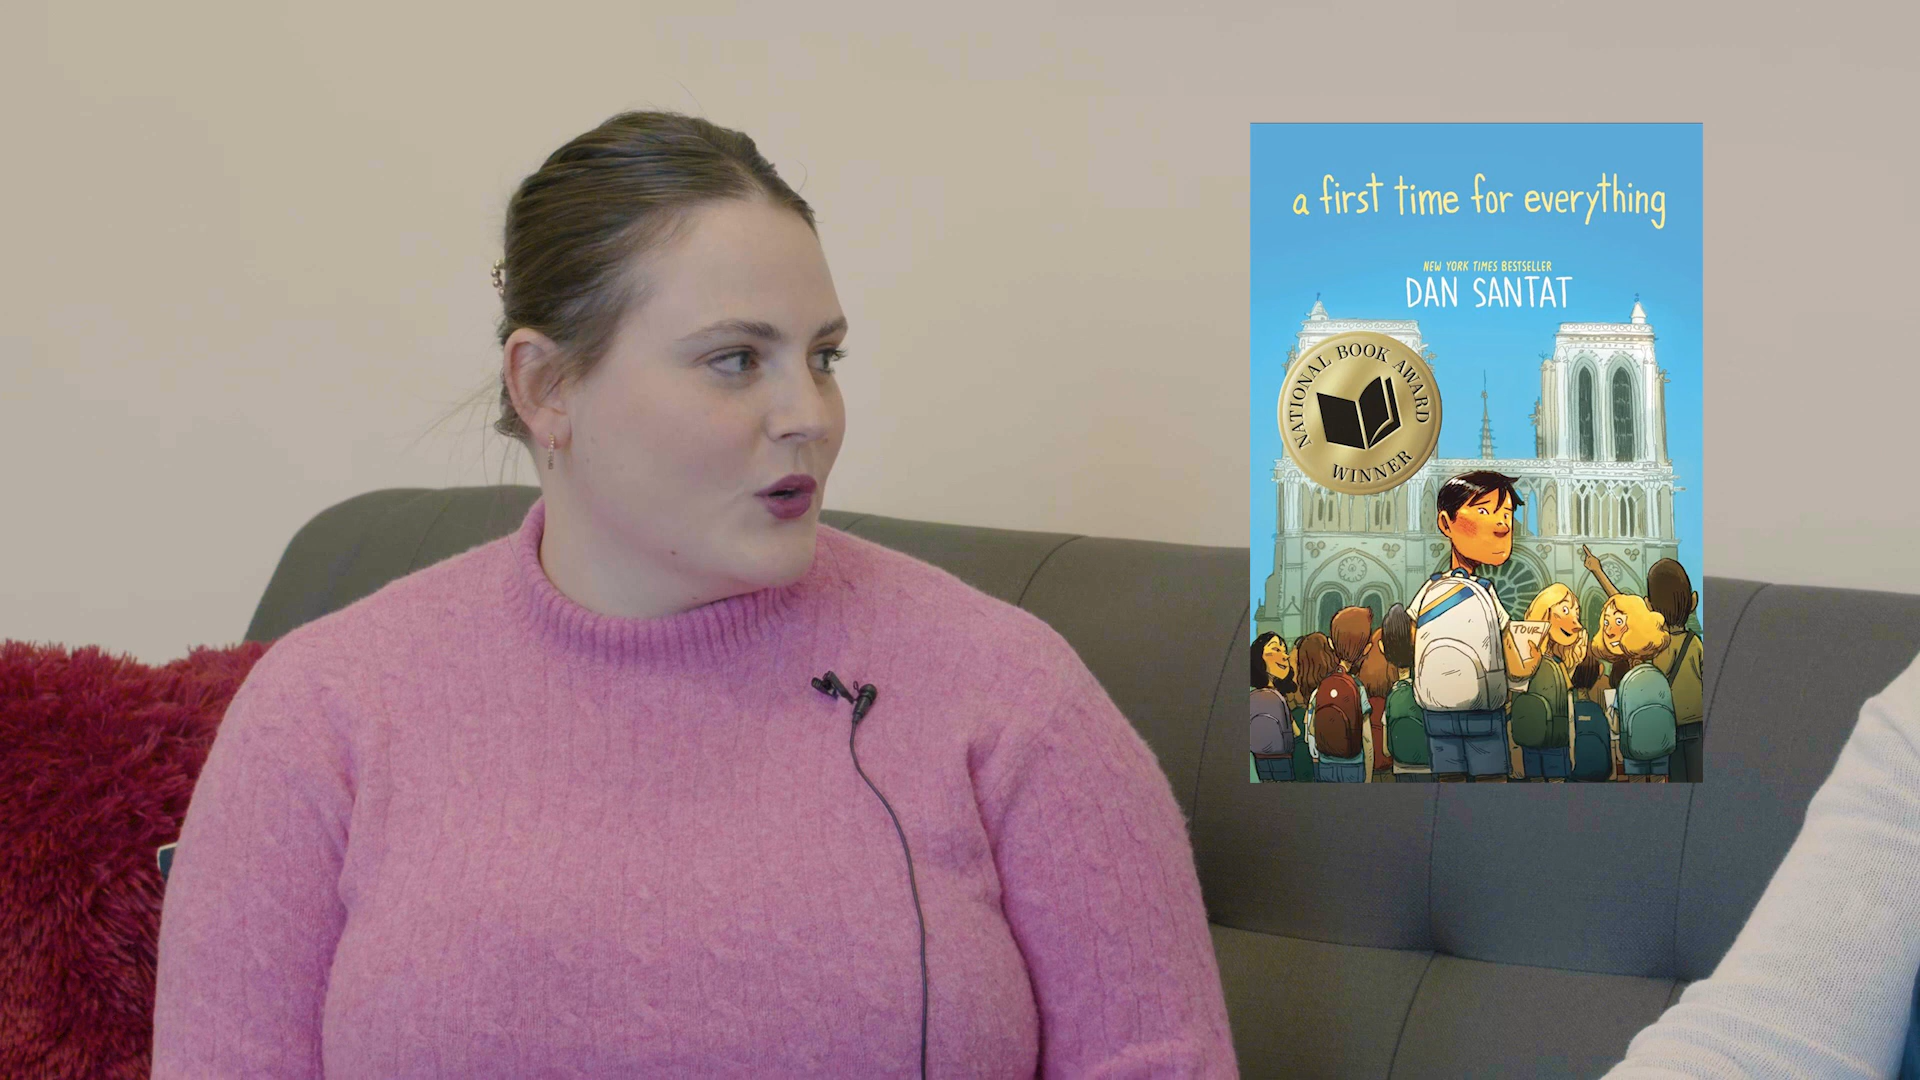 a first time for everything
NEW YORK TIMES BESTSELLER
DAN SANTAT
NATIONAL BOOK AWARD
WINNER
TOUR